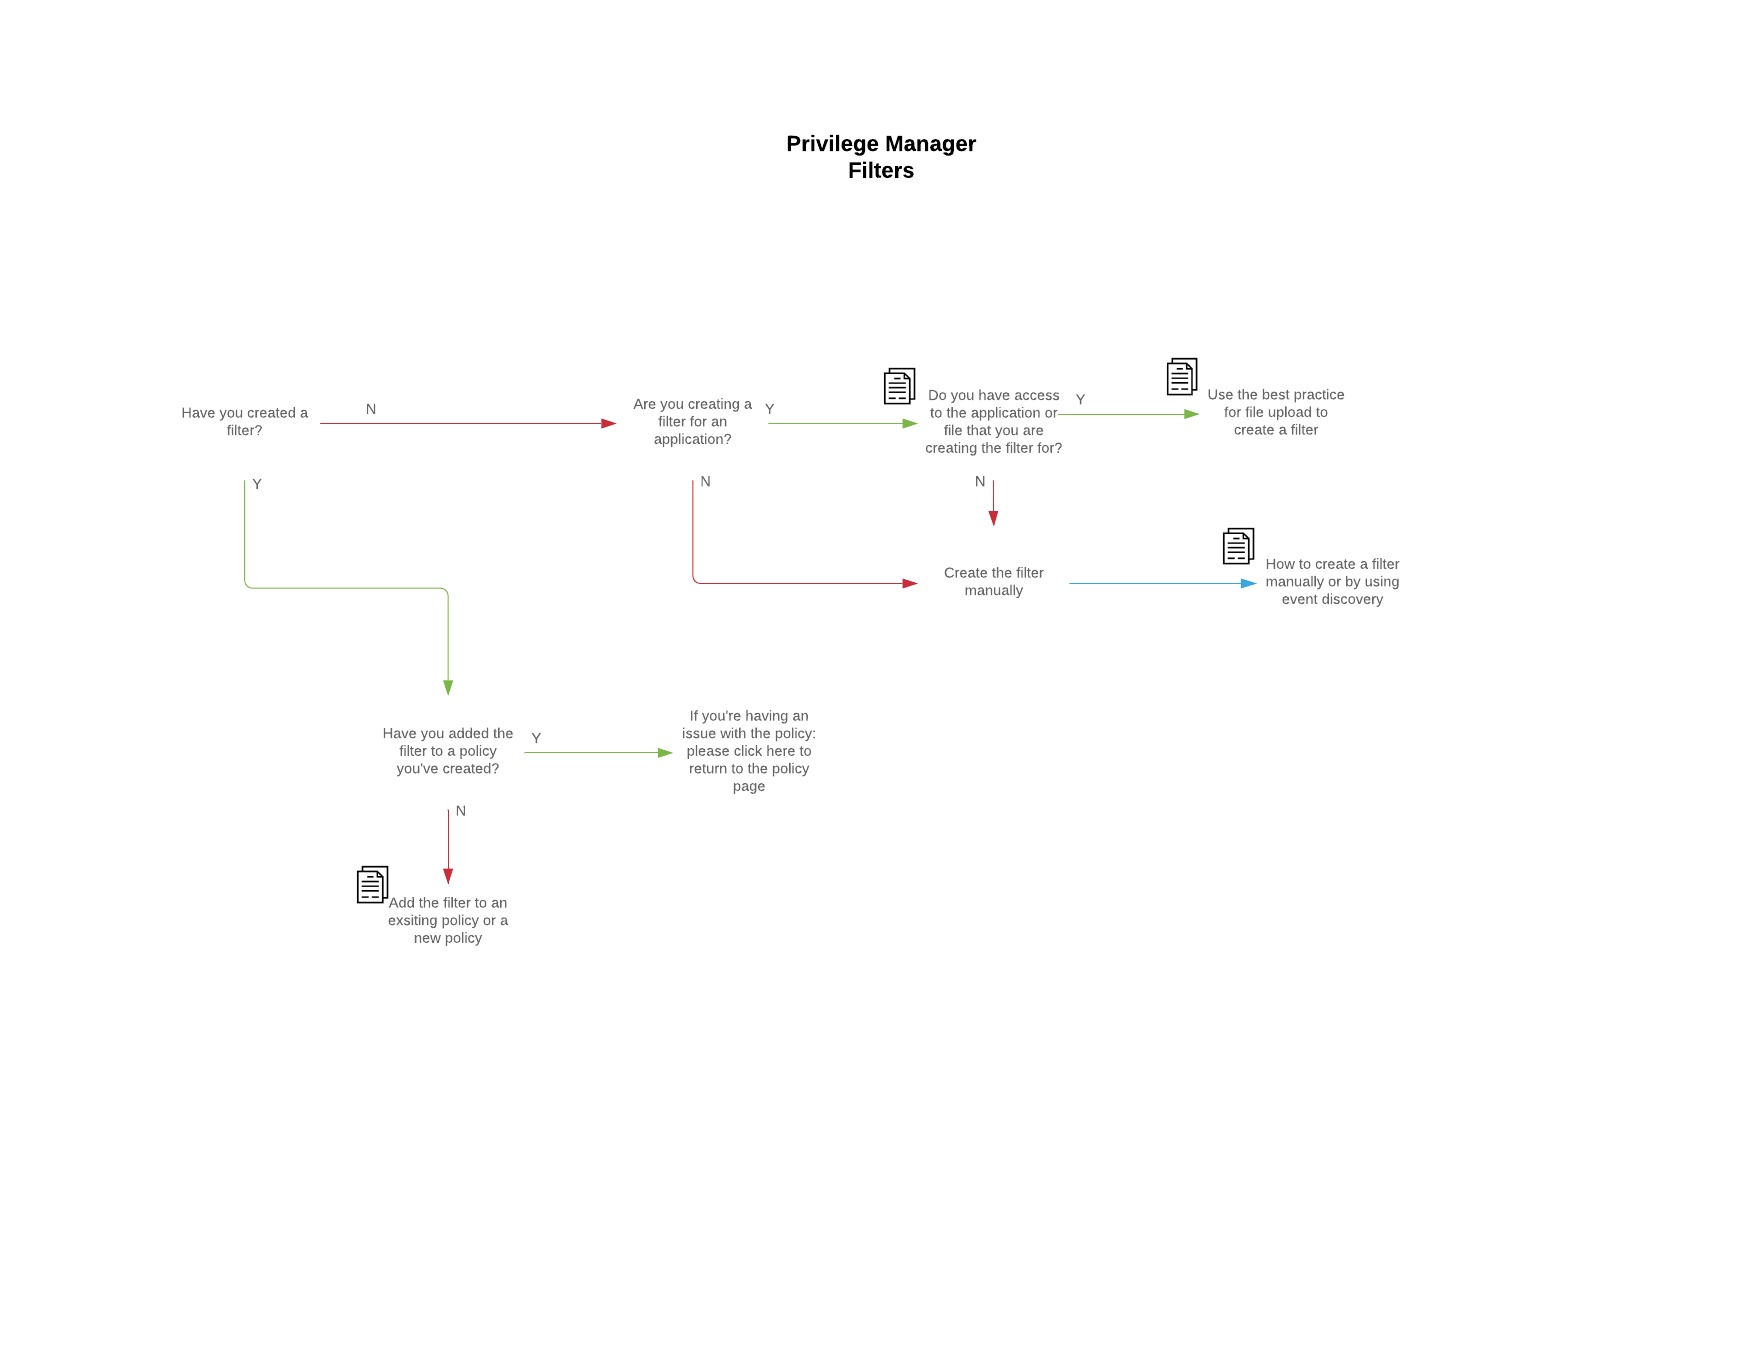 Privilege Manager
Filters
Have you created a
filter?
N
Are you creating a
filter for an
application?
Y
Do you have access
to the application or
file that you are
creating the filter for?
Y
Use the best practice
for file upload to
create a filter
Y
N
N
Create the filter
manually
How to create a filter
manually or by using
event discovery
Have you added the
filter to a policy
you've created?
Y
If you're having an
issue with the policy:
please click here to
return to the policy
page
N
Add the filter to an
exsiting policy or a
new policy